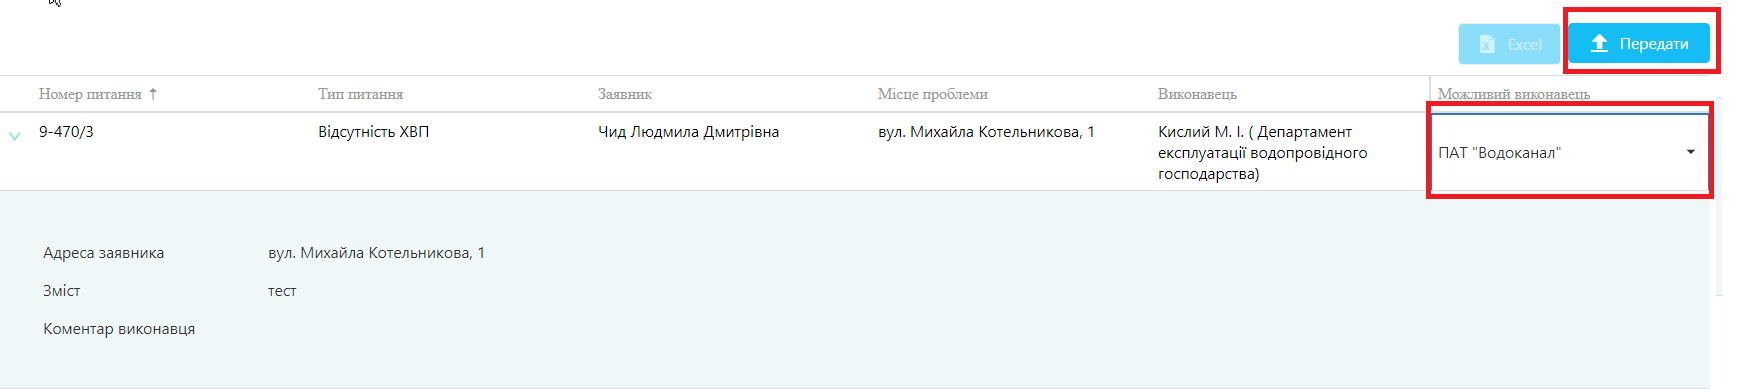 Excel
Передати
Номер питання ↑
Тип питання
Заявник
Місце проблеми
Виконавець
Можливий виконавець
9-470/3
Відсутність ХВП
Чид Людмила Дмитрівна
вул. Михайла Котельникова, 1
Кислий М. І. ( Департамент
експлуатації водопровідного
господарства)
ПАТ "Водоканал"
Адреса заявника
вул. Михайла Котельникова, 1
Зміст
тест
Коментар виконавця